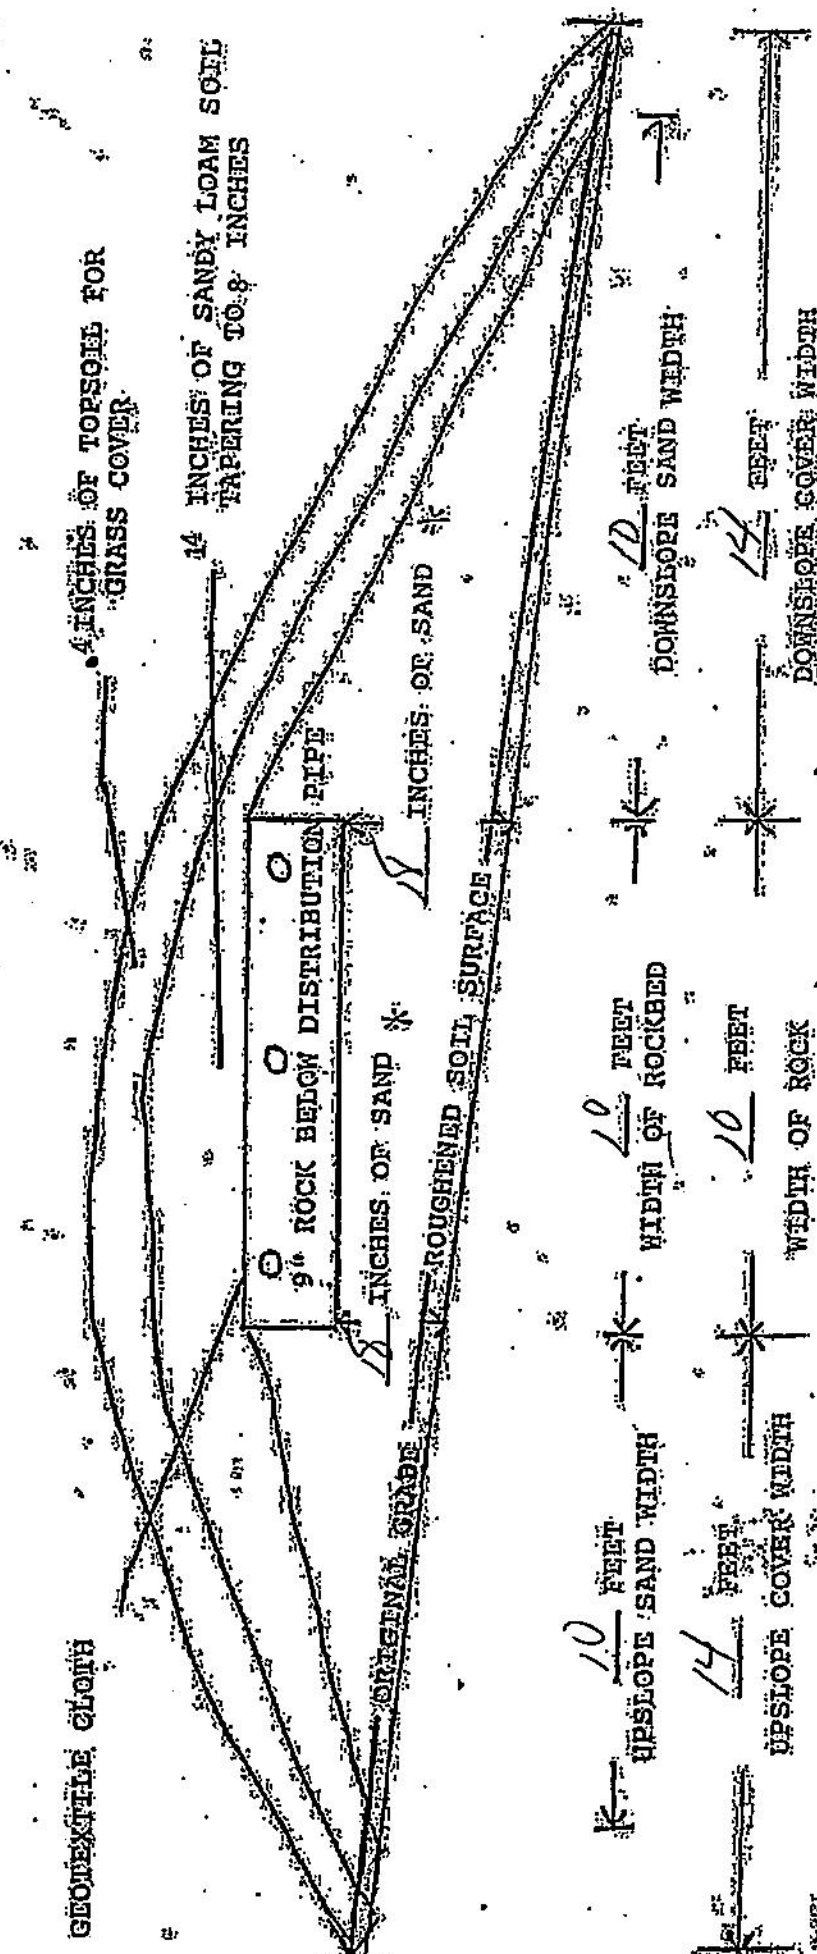 .4 INCHES OF TOPSOIL FOR
GRASS COVER
14 INCHES OF SANDY LOAM SOIL
TAPERING TO 8 INCHES
GEOTEXTILE CLOTH
9" ROCK BELOW DISTRIBUTION PIPE
18 INCHES OF SAND *
18 INCHES OF SAND *
ORIGINAL GRADE
ROUGHENED SOIL SURFACE
10 FEET
UPSLOPE SAND WIDTH
10 FEET
WIDTH OF ROCKBED
10 FEET
DOWNSLOPE SAND WIDTH
14 FEET
UPSLOPE COVER WIDTH
10 FEET
WIDTH OF ROCK
14 FEET
DOWNSLOPE COVER WIDTH